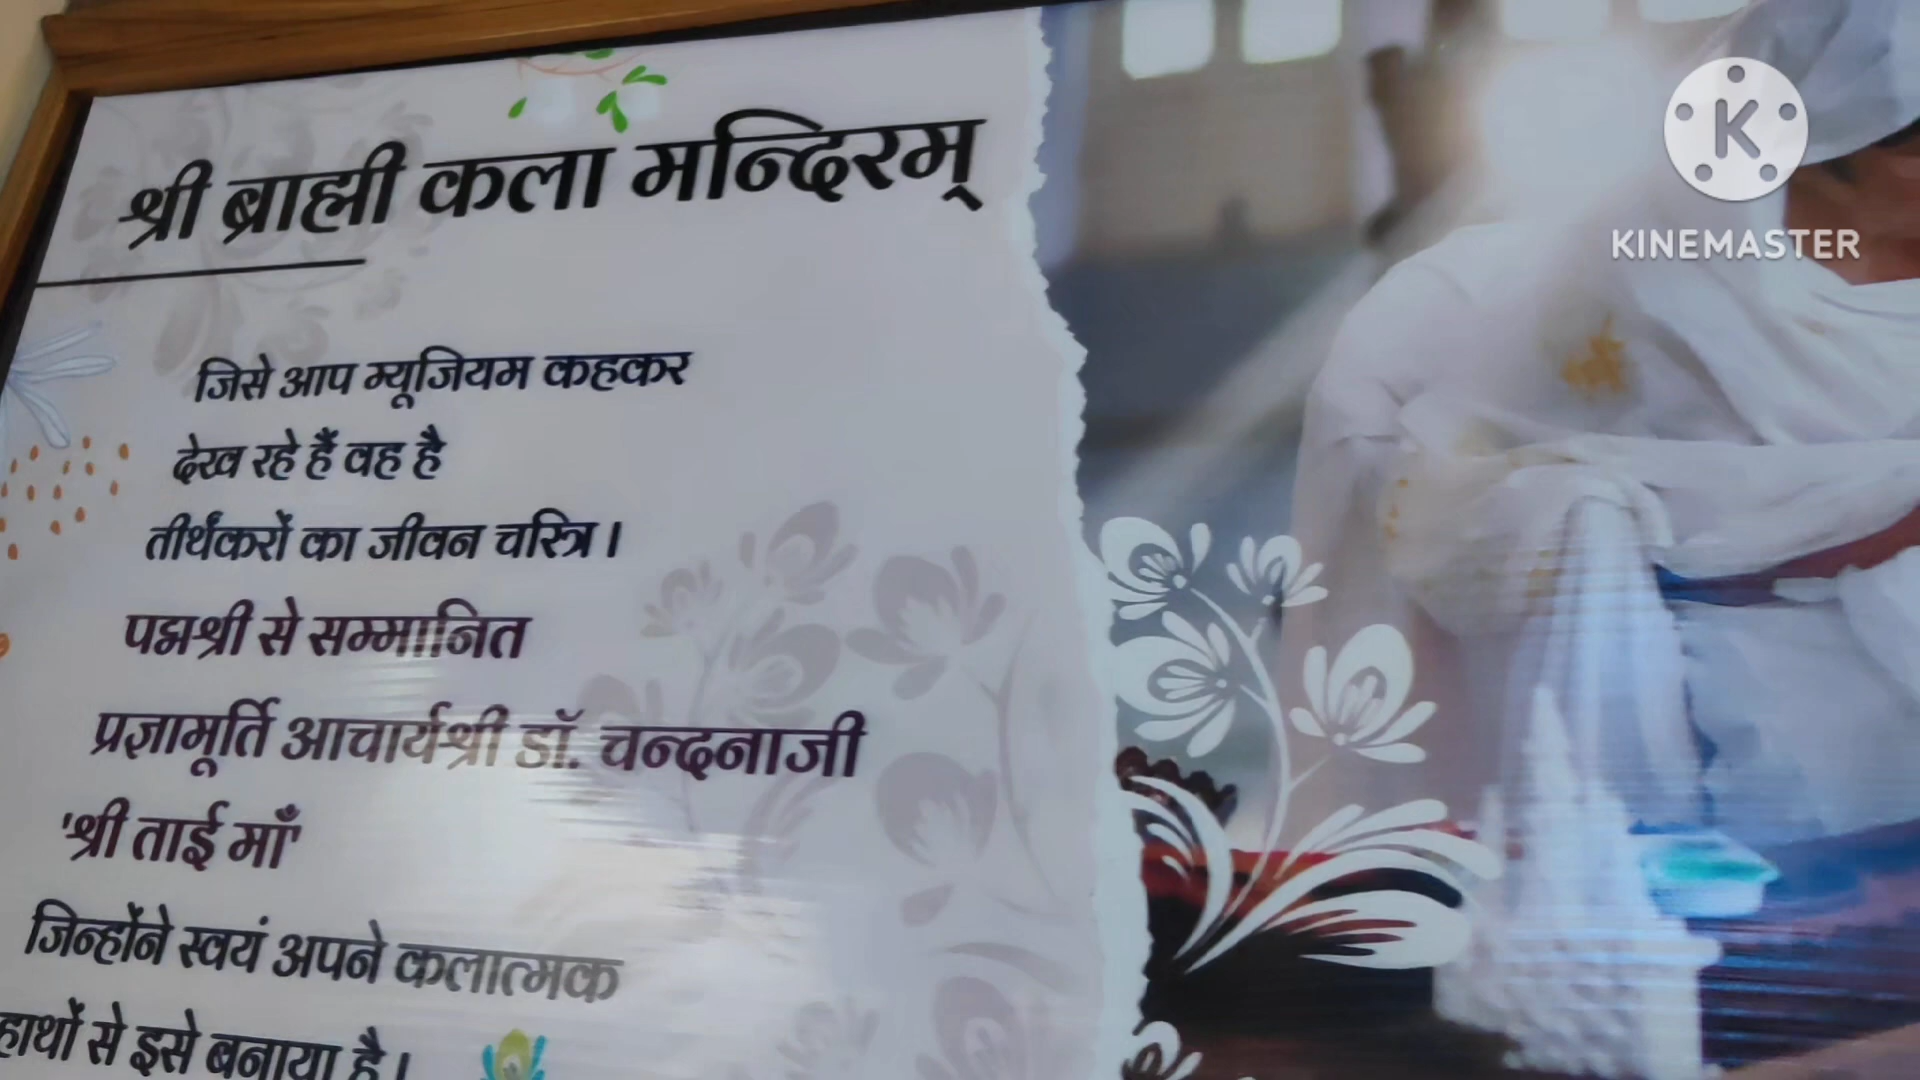 श्री ब्राह्मी कला मन्दिरम्
जिसे आप म्यूजियम कहकर
देख रहे हैं वह है
तीर्थंकरों का जीवन चरित्र।
पद्मश्री से सम्मानित
प्रज्ञामूर्ति आचार्यश्री डॉ. चन्दनाजी
'श्री ताई माँ'
जिन्होंने स्वयं अपने कलात्मक
हाथों से इसे बनाया है।
K
KINEMASTER